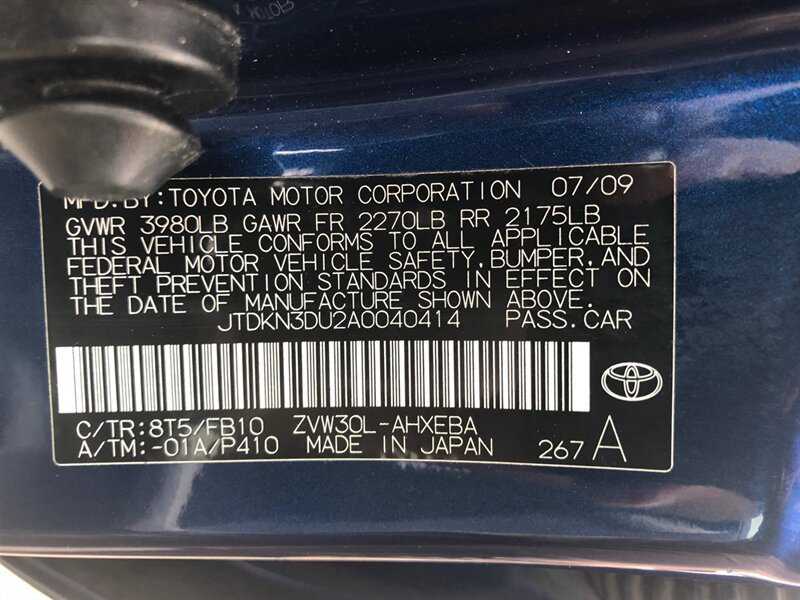 MFD.BY:TOYOTA MOTOR CORPORATION 07/09
GVWR 3980LB GAWR FR 2270LB RR 2175LB
THIS VEHICLE CONFORMS TO ALL APPLICABLE
FEDERAL MOTOR VEHICLE SAFETY,BUMPER,AND
THEFT PREVENTION STANDARDS IN EFFECT ON
THE DATE OF MANUFACTURE SHOWN ABOVE.
JTDKN3DU2A0040414 PASS.CAR
C/TR:8T5/FB10 ZVW30L-AHXEBA
A/TM:-01A/P410 MADE IN JAPAN 267A